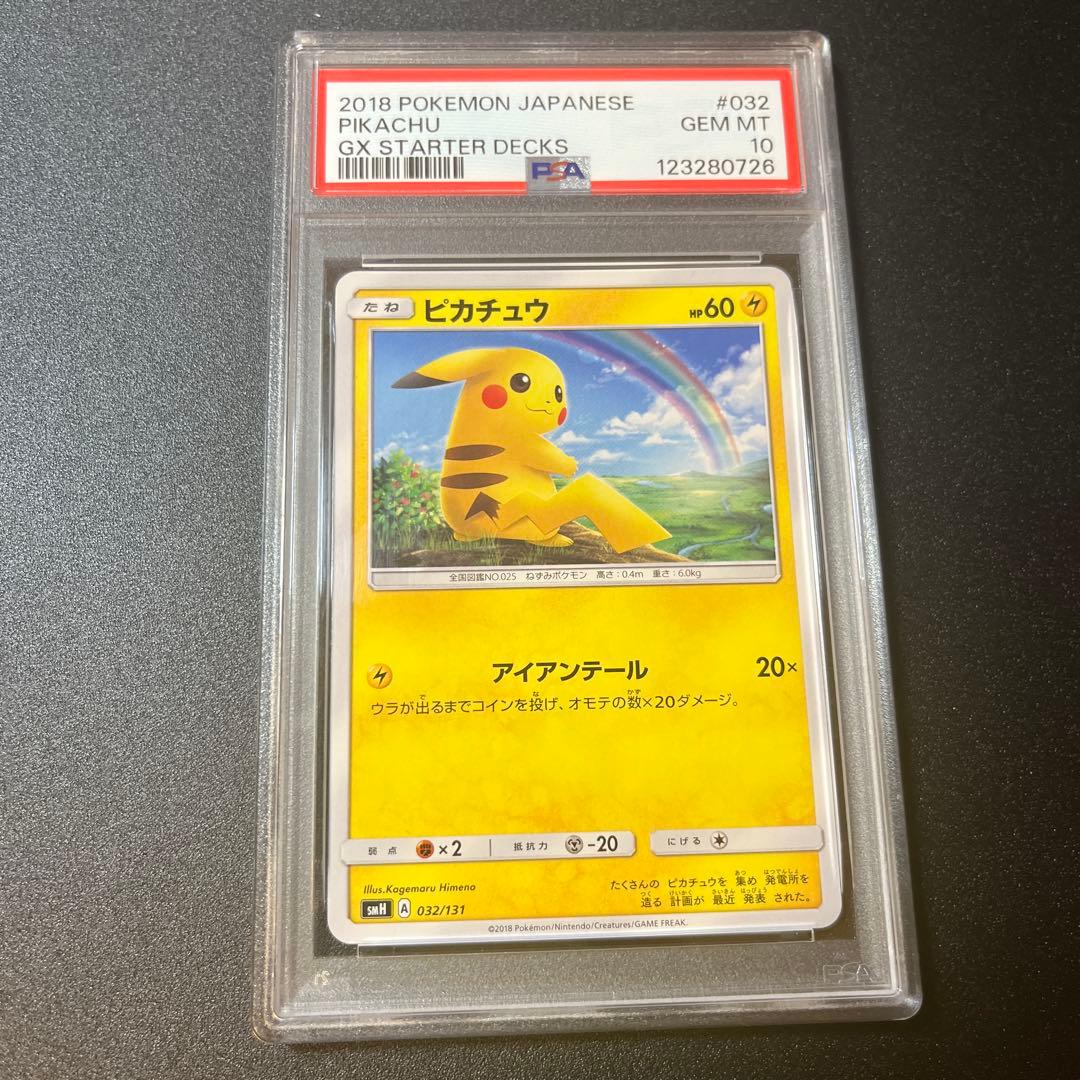 2018 POKEMON JAPANESE #032
PIKACHU GEM MT
GX STARTER DECKS 10
PSA 123280726
たね ピカチュウ HP60
全国図鑑NO.025 ねずみポケモン 高さ:0.4m 重さ:6.0kg
アイアンテール 20×
ウラが出るまでコインを投げ、オモテの数×20ダメージ。
弱点 ×2 抵抗力 -20 にげる
Illus.Kagemaru Himeno
たくさんの ピカチュウを 集め 発電所を
造る 計画が 最近 発表 された。
SMH A 032/131
©2018 Pokémon/Nintendo/Creatures/GAME FREAK.
PSA